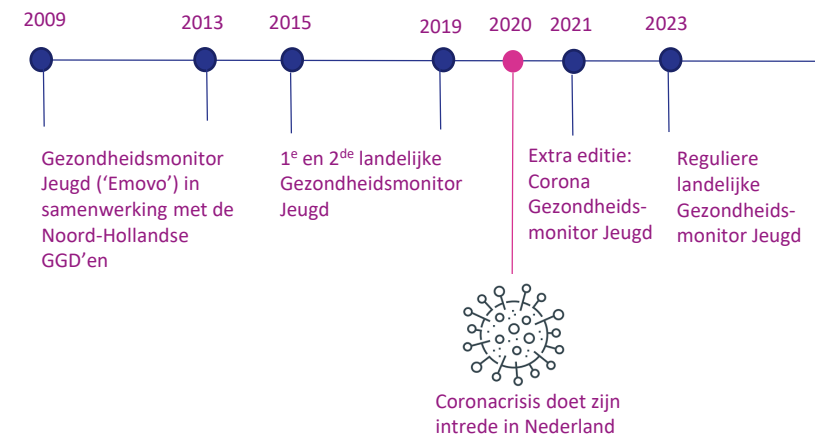 2009
2013
2015
2019
2020
2021
2023
Gezondheidsmonitor
Jeugd (‘Emovo’) in
samenwerking met de
Noord-Hollandse
GGD’en
1e en 2de landelijke
Gezondheidsmonitor
Jeugd
Extra editie:
Corona
Gezondheids-
monitor Jeugd
Reguliere
landelijke
Gezondheids-
monitor Jeugd
Coronacrisis doet zijn
intrede in Nederland